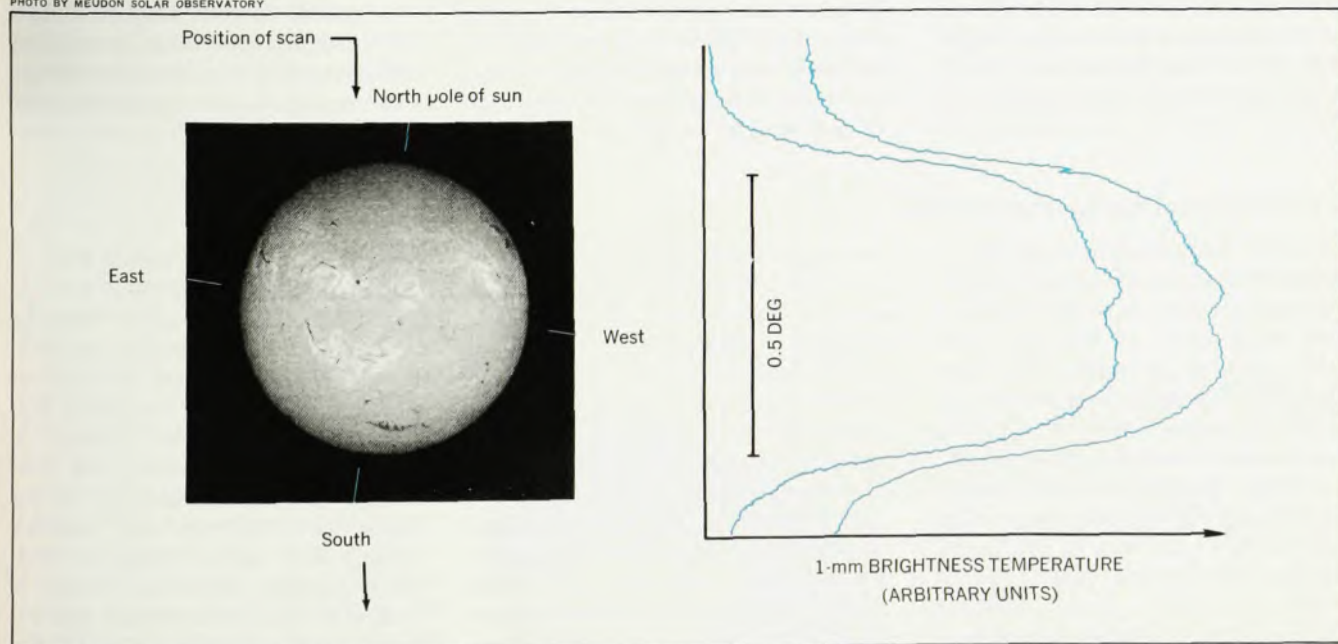 PHOTO BY MEUDON SOLAR OBSERVATORY
Position of scan
North pole of sun
East
West
South
0.5 DEG
1-mm BRIGHTNESS TEMPERATURE
(ARBITRARY UNITS)